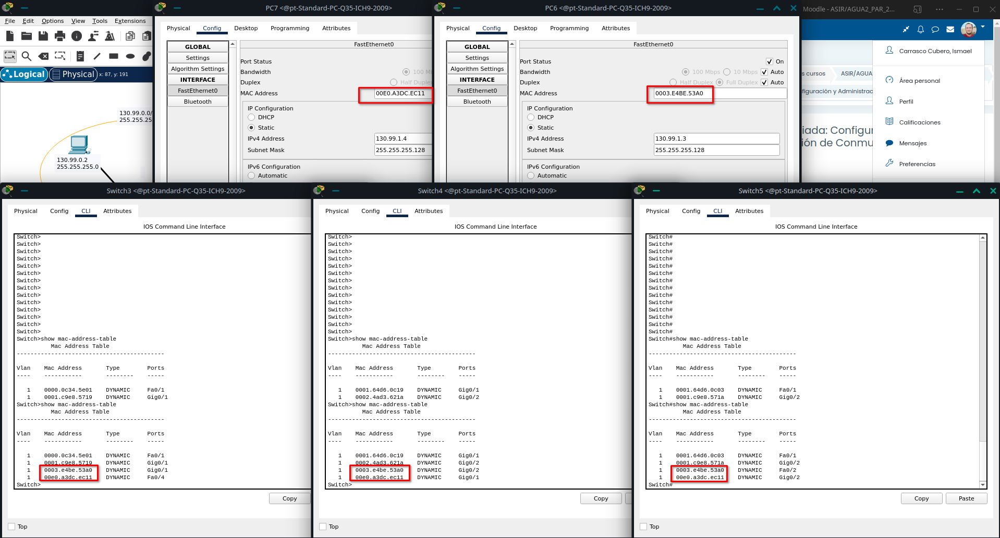 File Edit Options View Tools Extensions
Logical
Physical
x: 87, y: 191
130.99.0.0/
255.255.25
130.99.0.2
255.255.255.0
PC7 <@pt-Standard-PC-Q35-ICH9-2009>
Physical Config Desktop Programming Attributes
GLOBAL
Settings
Algorithm Settings
INTERFACE
FastEthernet0
Bluetooth
FastEthernet0
Port Status
Bandwidth 100 Mb
Duplex Half Duplex
MAC Address 00E0.A3DC.EC11
IP Configuration
DHCP
Static
IPv4 Address 130.99.1.4
Subnet Mask 255.255.255.128
IPv6 Configuration
Automatic
PC6 <@pt-Standard-PC-Q35-ICH9-2009>
Physical Config Desktop Programming Attributes
GLOBAL
Settings
Algorithm Settings
INTERFACE
FastEthernet0
Bluetooth
FastEthernet0
Port Status On
Bandwidth 100 Mbps 10 Mbps Auto
Duplex Half Duplex Full Duplex Auto
MAC Address 0003.E4BE.53A0
IP Configuration
DHCP
Static
IPv4 Address 130.99.1.3
Subnet Mask 255.255.255.128
IPv6 Configuration
Automatic
Moodle - ASIR/AGUA2_PAR_2...
s cursos ASIR/AGUA
figuración y Administrac
iada: Configur
ión de Conmu
Carrasco Cubero, Ismael
Área personal
Perfil
Calificaciones
Mensajes
Preferencias
Switch3 <@pt-Standard-PC-Q35-ICH9-2009>
Physical Config CLI Attributes
IOS Command Line Interface
Switch>
Switch>
Switch>
Switch>
Switch>
Switch>
Switch>
Switch>
Switch>
Switch>
Switch>
Switch>
Switch>
Switch>
Switch>show mac-address-table
Mac Address Table
-------------------------------------------
Vlan Mac Address Type Ports
---- ----------- -------- -----
1 0000.0c34.5e01 DYNAMIC Fa0/1
1 0001.c9e8.5719 DYNAMIC Gig0/1
Switch>show mac-address-table
Mac Address Table
-------------------------------------------
Vlan Mac Address Type Ports
---- ----------- -------- -----
1 0000.0c34.5e01 DYNAMIC Fa0/1
1 0001.c9e8.5719 DYNAMIC Gig0/1
1 0003.e4be.53a0 DYNAMIC Gig0/1
1 00e0.a3dc.ec11 DYNAMIC Fa0/4
Switch>
Copy
Top
Switch4 <@pt-Standard-PC-Q35-ICH9-2009>
Physical Config CLI Attributes
IOS Command Line Interface
Switch>
Switch>
Switch>
Switch>
Switch>
Switch>
Switch>
Switch>
Switch>
Switch>
Switch>
Switch>
Switch>
Switch>
Switch>show mac-address-table
Mac Address Table
-------------------------------------------
Vlan Mac Address Type Ports
---- ----------- -------- -----
1 0001.64d6.0c19 DYNAMIC Gig0/1
1 0002.4ad3.621a DYNAMIC Gig0/2
Switch>show mac-address-table
Mac Address Table
-------------------------------------------
Vlan Mac Address Type Ports
---- ----------- -------- -----
1 0001.64d6.0c19 DYNAMIC Gig0/1
1 0002.4ad3.621a DYNAMIC Gig0/2
1 0003.e4be.53a0 DYNAMIC Gig0/2
1 00e0.a3dc.ec11 DYNAMIC Gig0/1
Switch>
Copy
Top
Switch5 <@pt-Standard-PC-Q35-ICH9-2009>
Physical Config CLI Attributes
IOS Command Line Interface
Switch#
Switch#
Switch#
Switch#
Switch#
Switch#
Switch#
Switch#
Switch#
Switch#
Switch#
Switch#
Switch#
Switch#
Switch#show mac-address-table
Mac Address Table
-------------------------------------------
Vlan Mac Address Type Ports
---- ----------- -------- -----
1 0001.64d6.0c03 DYNAMIC Fa0/1
1 0001.c9e8.571a DYNAMIC Gig0/2
Switch#show mac-address-table
Mac Address Table
-------------------------------------------
Vlan Mac Address Type Ports
---- ----------- -------- -----
1 0001.64d6.0c03 DYNAMIC Fa0/1
1 0001.c9e8.571a DYNAMIC Gig0/2
1 0003.e4be.53a0 DYNAMIC Fa0/2
1 00e0.a3dc.ec11 DYNAMIC Gig0/2
Switch#
Copy Paste
Top